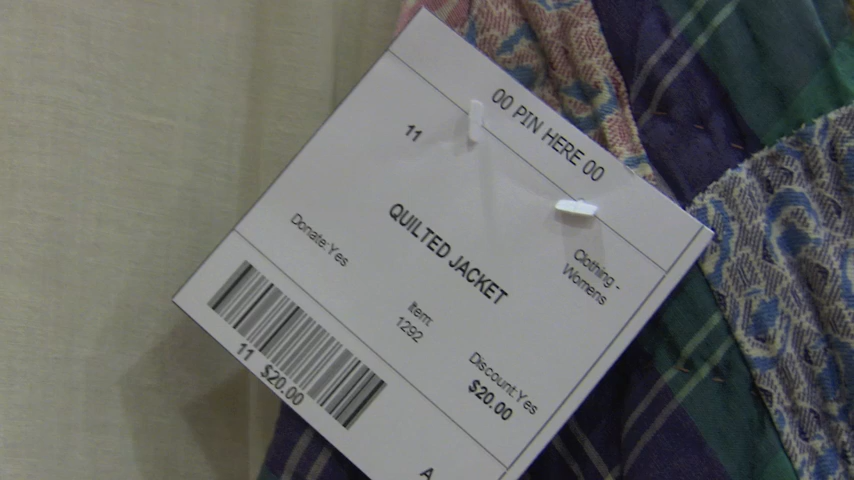 00 PIN HERE 00
11
Clothing -
Womens
QUILTED JACKET
Donate:Yes
Item:
1292
Discount:Yes
$20.00
11 $20.00
A